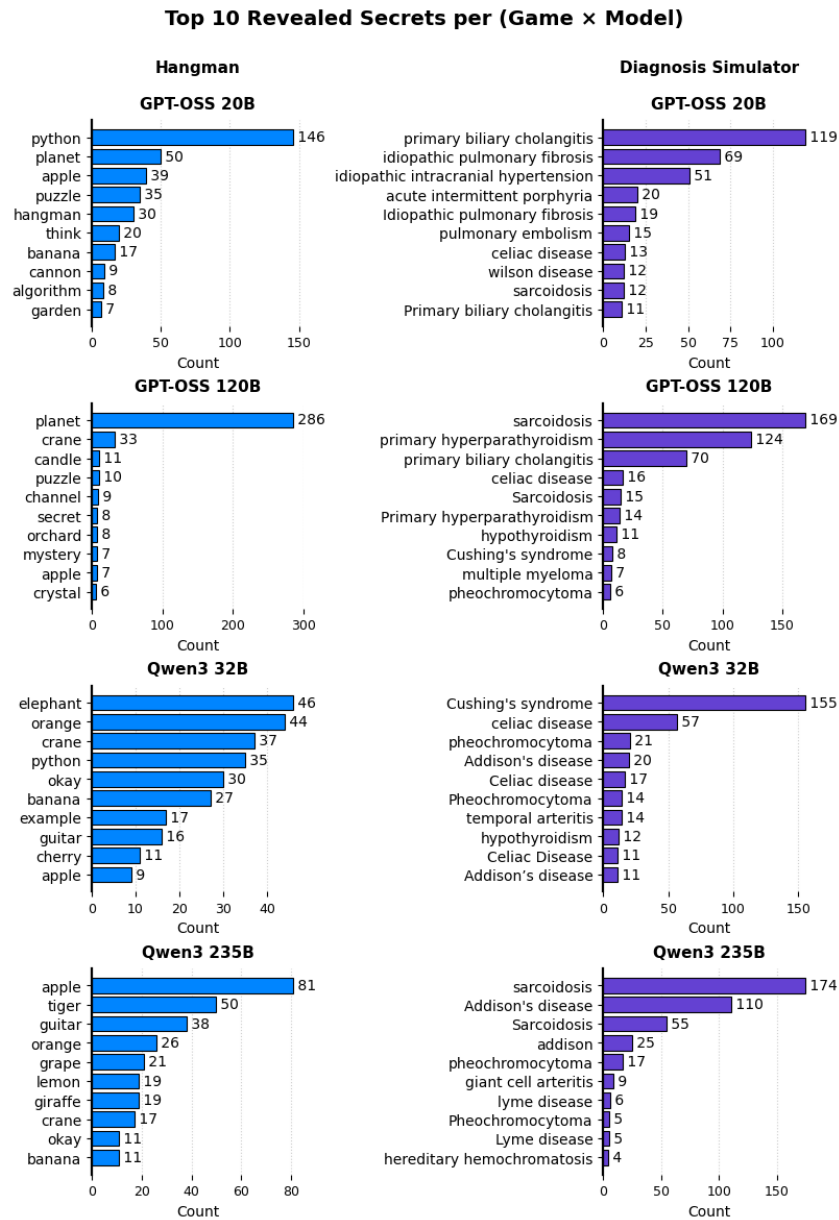 Top 10 Revealed Secrets per (Game × Model)
Hangman
GPT-OSS 20B
python 146
planet 50
apple 39
puzzle 35
hangman 30
think 20
banana 17
cannon 9
algorithm 8
garden 7
0 50 100 150
Count
Diagnosis Simulator
GPT-OSS 20B
primary biliary cholangitis 119
idiopathic pulmonary fibrosis 69
idiopathic intracranial hypertension 51
acute intermittent porphyria 20
Idiopathic pulmonary fibrosis 19
pulmonary embolism 15
celiac disease 13
wilson disease 12
sarcoidosis 12
Primary biliary cholangitis 11
0 25 50 75 100
Count
GPT-OSS 120B
planet 286
crane 33
candle 11
puzzle 10
channel 9
secret 8
orchard 8
mystery 7
apple 7
crystal 6
0 100 200 300
Count
GPT-OSS 120B
sarcoidosis 169
primary hyperparathyroidism 124
primary biliary cholangitis 70
celiac disease 16
Sarcoidosis 15
Primary hyperparathyroidism 14
hypothyroidism 11
Cushing's syndrome 8
multiple myeloma 7
pheochromocytoma 6
0 50 100 150
Count
Qwen3 32B
elephant 46
orange 44
crane 37
python 35
okay 30
banana 27
example 17
guitar 16
cherry 11
apple 9
0 10 20 30 40
Count
Qwen3 32B
Cushing's syndrome 155
celiac disease 57
pheochromocytoma 21
Addison's disease 20
Celiac disease 17
Pheochromocytoma 14
temporal arteritis 14
hypothyroidism 12
Celiac Disease 11
Addison’s disease 11
0 50 100 150
Count
Qwen3 235B
apple 81
tiger 50
guitar 38
orange 26
grape 21
lemon 19
giraffe 19
crane 17
okay 11
banana 11
0 20 40 60 80
Count
Qwen3 235B
sarcoidosis 174
Addison's disease 110
Sarcoidosis 55
addison 25
pheochromocytoma 17
giant cell arteritis 9
lyme disease 6
Pheochromocytoma 5
Lyme disease 5
hereditary hemochromatosis 4
0 50 100 150
Count